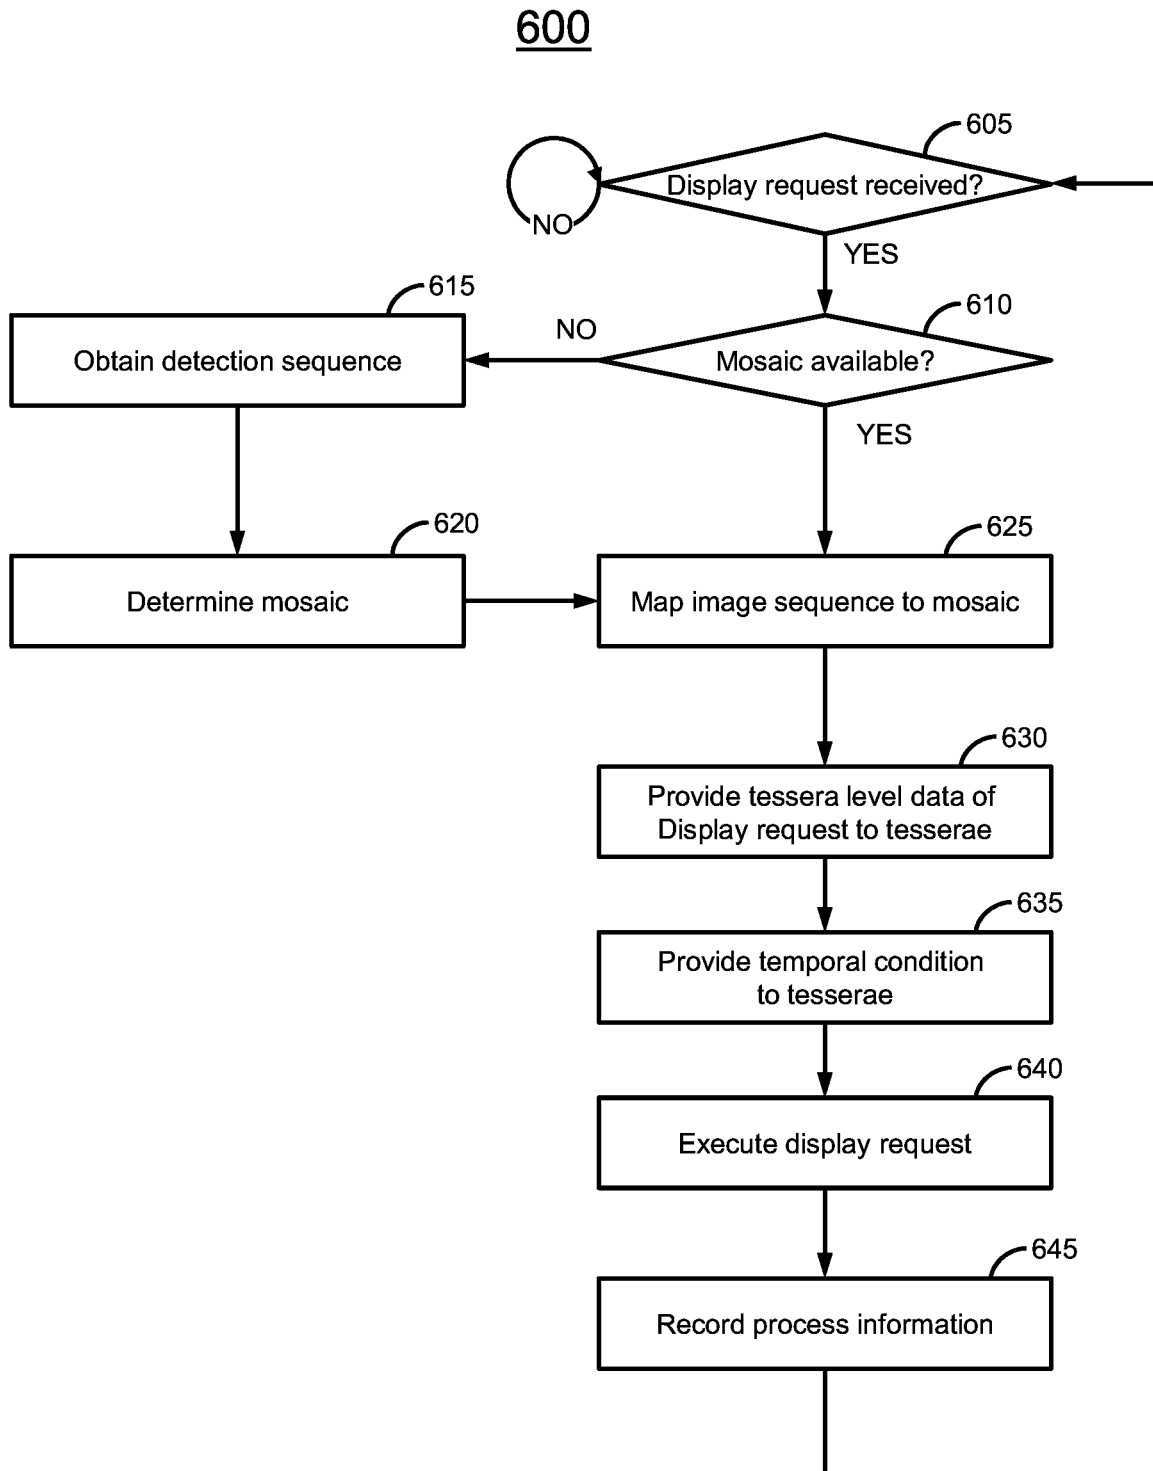 600
605
Display request received?
NO
YES
615
610
NO
Obtain detection sequence
Mosaic available?
YES
620
625
Determine mosaic
Map image sequence to mosaic
630
Provide tessera level data of
Display request to tesserae
635
Provide temporal condition
to tesserae
640
Execute display request
645
Record process information